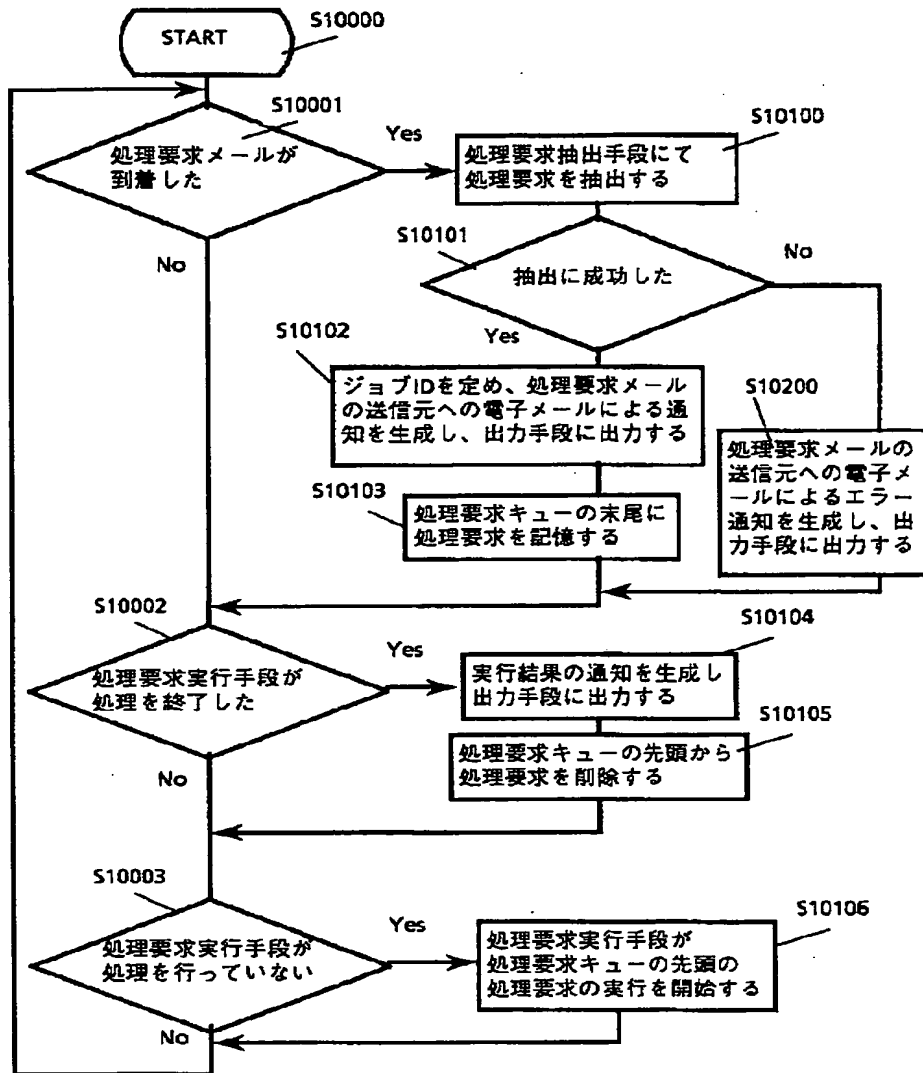 START
S10000
S10001
処理要求メールが
到着した
Yes
No
S10100
処理要求抽出手段にて
処理要求を抽出する
S10101
抽出に成功した
No
Yes
S10102
ジョブIDを定め、処理要求メール
の送信元への電子メールによる通
知を生成し、出力手段に出力する
S10200
処理要求メールの
送信元への電子メ
ールによるエラー
通知を生成し、出
力手段に出力する
S10103
処理要求キューの末尾に
処理要求を記憶する
S10002
処理要求実行手段が
処理を終了した
Yes
No
S10104
実行結果の通知を生成し
出力手段に出力する
S10105
処理要求キューの先頭から
処理要求を削除する
S10003
処理要求実行手段が
処理を行っていない
Yes
No
S10106
処理要求実行手段が
処理要求キューの先頭の
処理要求の実行を開始する